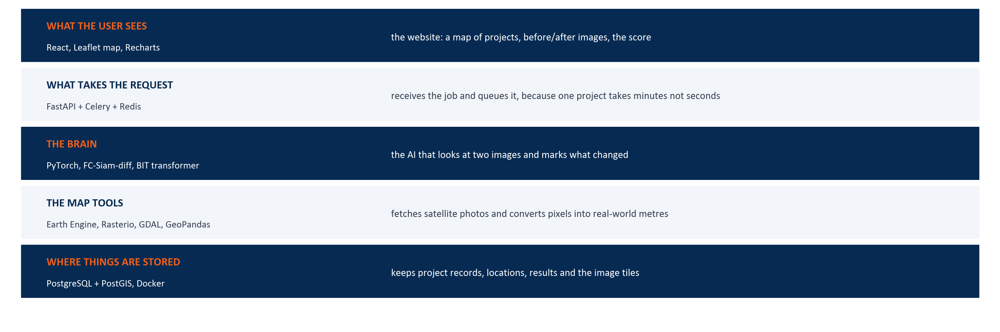 WHAT THE USER SEES
React, Leaflet map, Recharts
the website: a map of projects, before/after images, the score
WHAT TAKES THE REQUEST
FastAPI + Celery + Redis
receives the job and queues it, because one project takes minutes not seconds
THE BRAIN
PyTorch, FC-Siam-diff, BIT transformer
the AI that looks at two images and marks what changed
THE MAP TOOLS
Earth Engine, Rasterio, GDAL, GeoPandas
fetches satellite photos and converts pixels into real-world metres
WHERE THINGS ARE STORED
PostgreSQL + PostGIS, Docker
keeps project records, locations, results and the image tiles